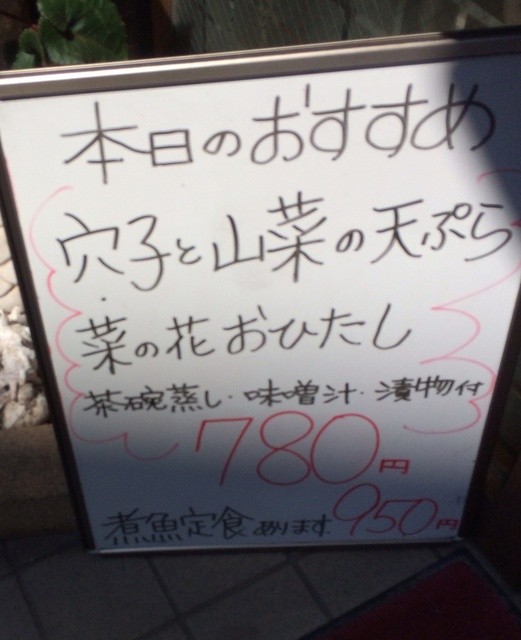 本日のおすすめ
穴子と山菜の天ぷら
菜の花おひたし
茶碗蒸し・味噌汁・漬物付
780円
煮魚定食あります 950円